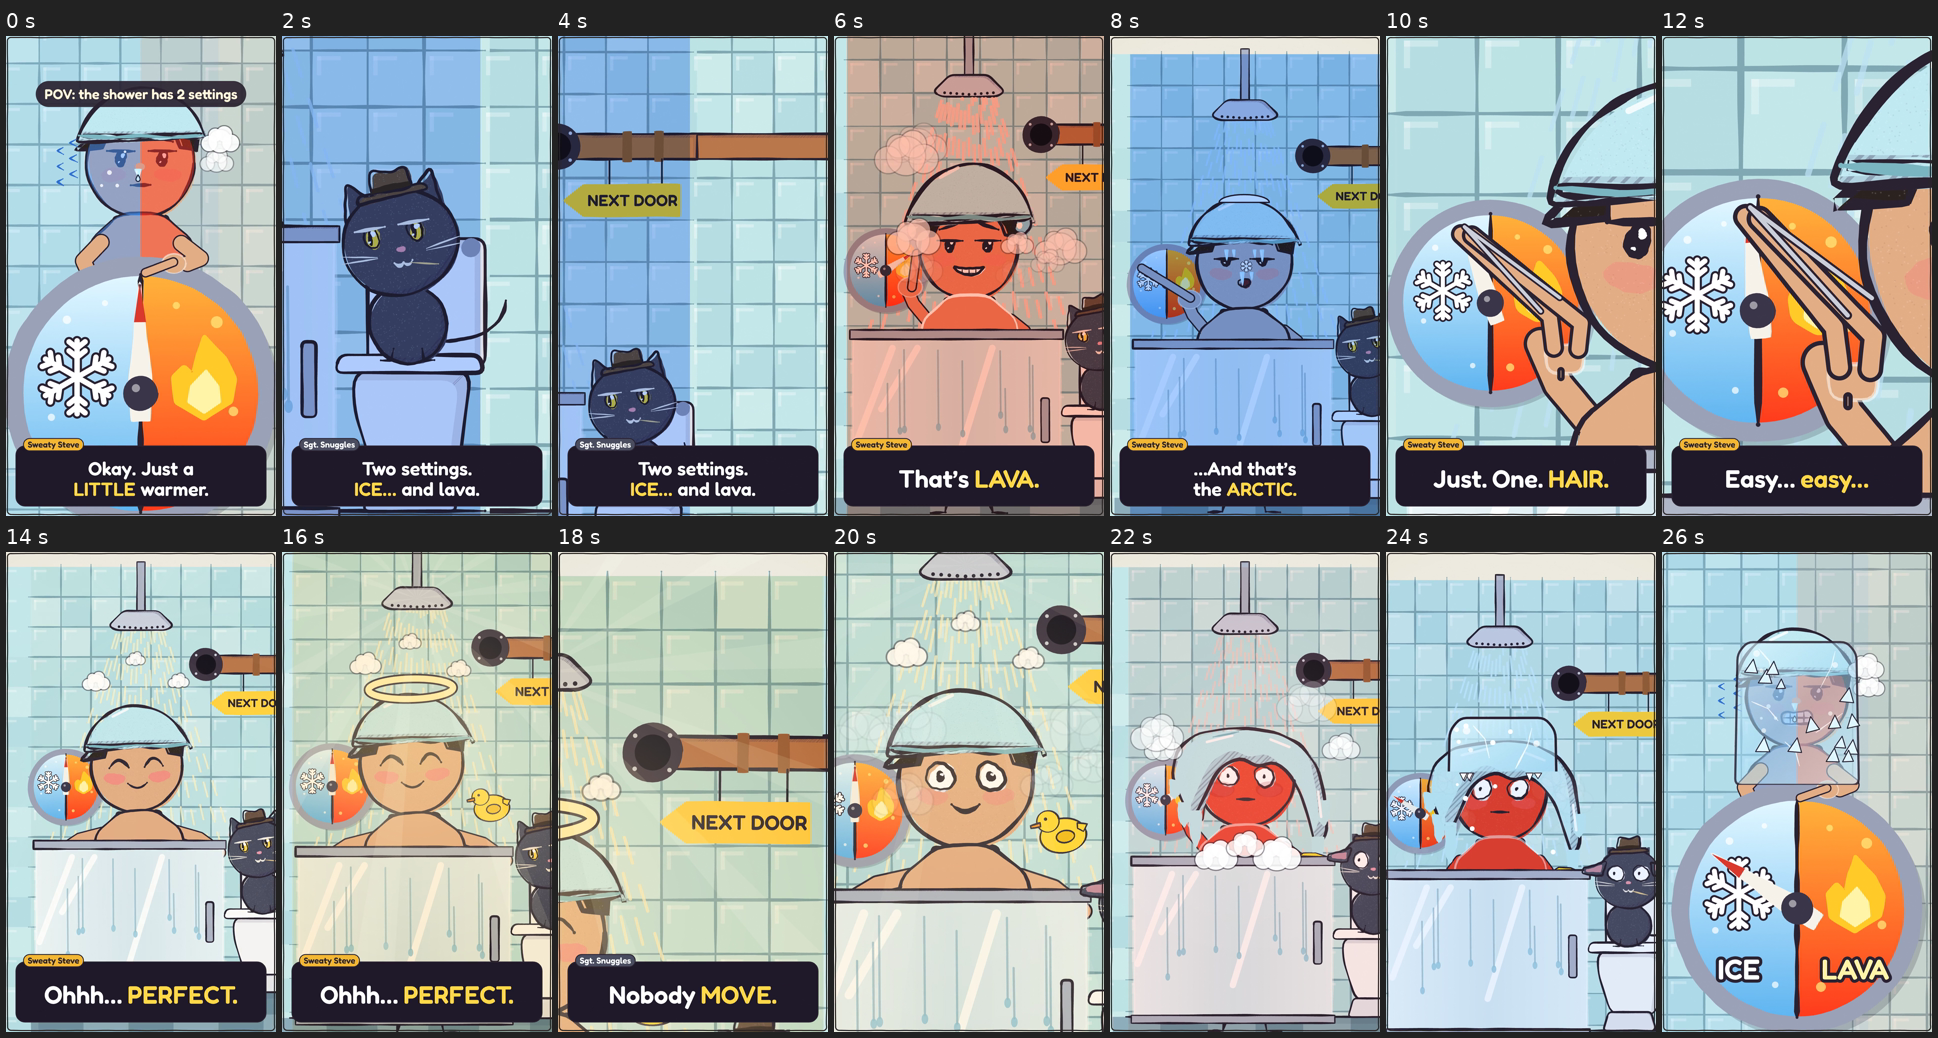 0 s
POV: the shower has 2 settings
Sweaty Steve
Okay. Just a
LITTLE warmer.
2 s
Sgt. Snuggles
Two settings.
ICE... and lava.
4 s
NEXT DOOR
Sgt. Snuggles
Two settings.
ICE... and lava.
6 s
NEXT
Sweaty Steve
That's LAVA.
8 s
NEXT DO
Sweaty Steve
...And that's
the ARCTIC.
10 s
Sweaty Steve
Just. One. HAIR.
12 s
Sweaty Steve
Easy... easy...
14 s
NEXT DO
Sweaty Steve
Ohhh... PERFECT.
16 s
NEXT
Sweaty Steve
Ohhh... PERFECT.
18 s
NEXT DOOR
Sgt. Snuggles
Nobody MOVE.
20 s
N
22 s
NEXT D
24 s
NEXT DOOR
26 s
ICE
LAVA